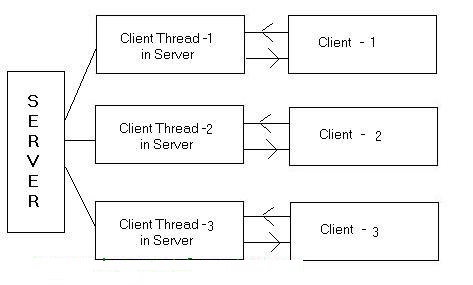 SERVER
Client Thread -1
in Server
Client - 1
Client Thread -2
in Server
Client - 2
Client Thread -3
in Server
Client - 3